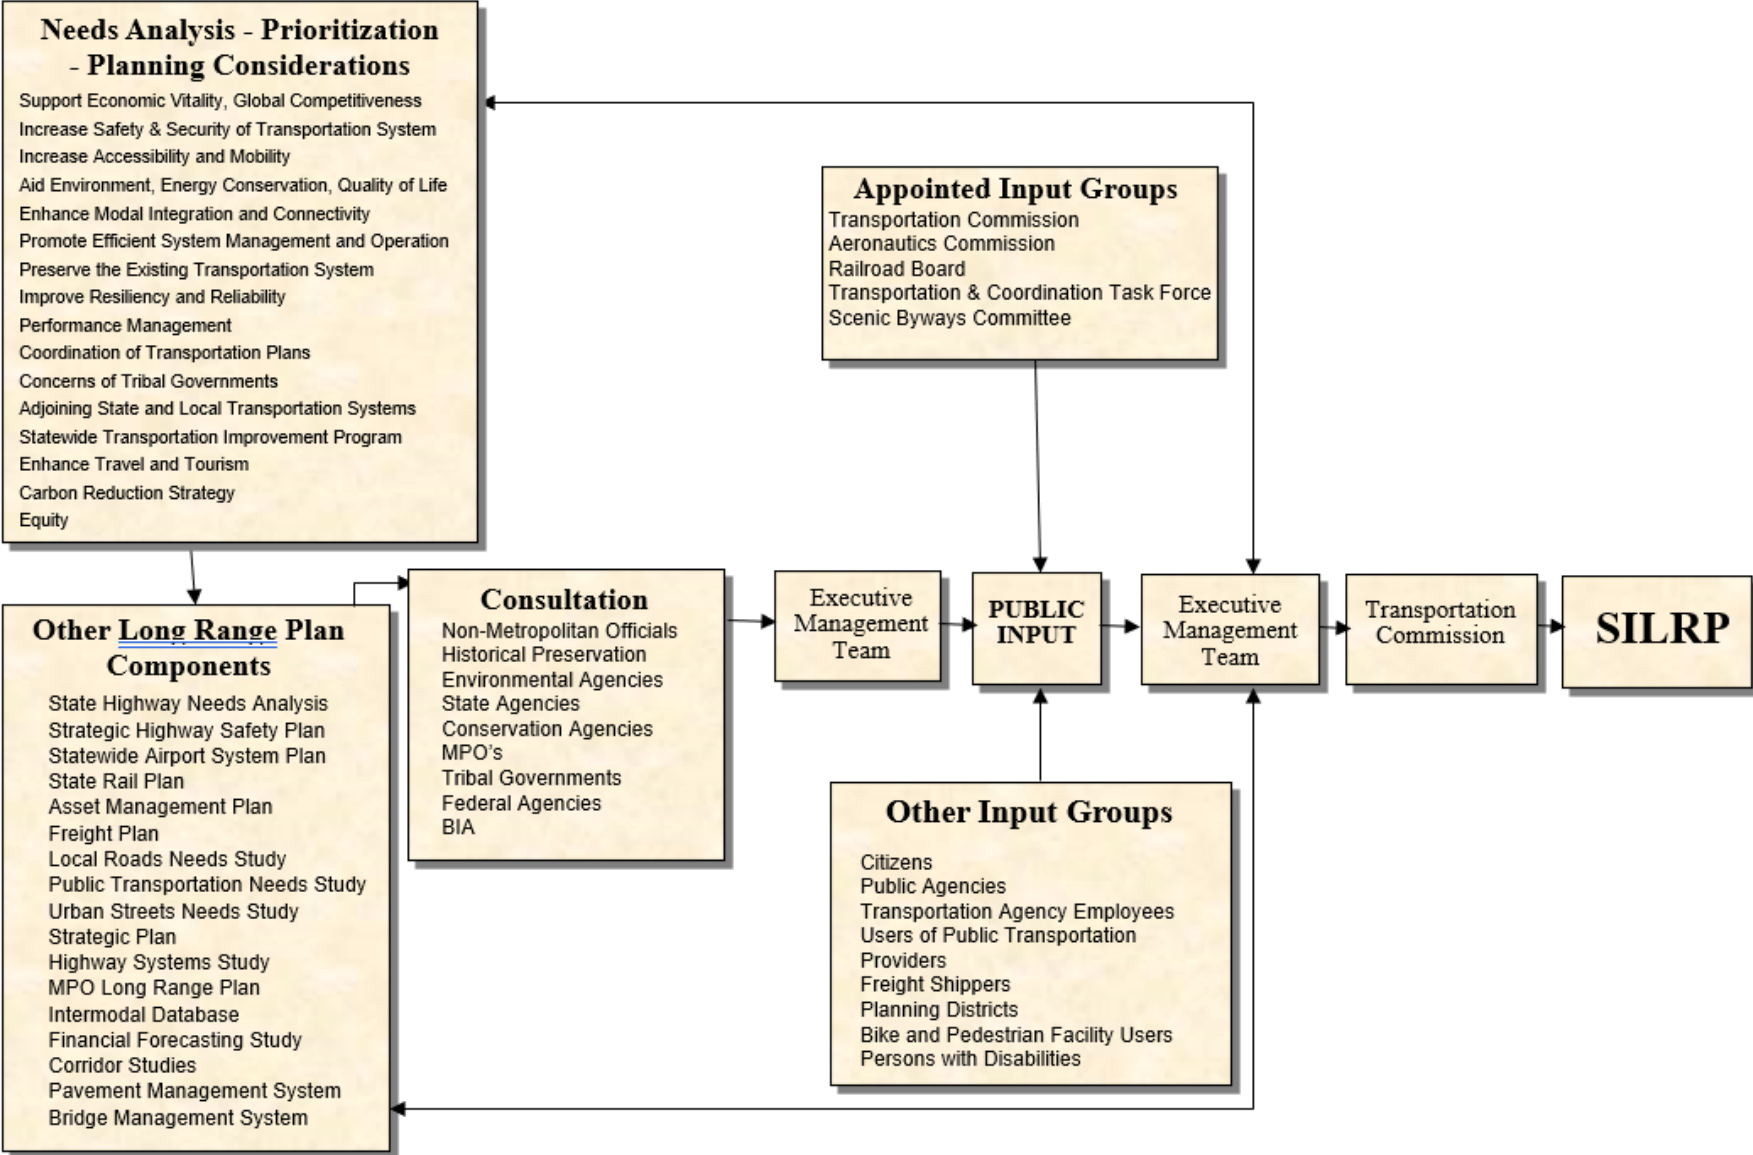 Needs Analysis - Prioritization
- Planning Considerations
Support Economic Vitality, Global Competitiveness
Increase Safety & Security of Transportation System
Increase Accessibility and Mobility
Aid Environment, Energy Conservation, Quality of Life
Enhance Modal Integration and Connectivity
Promote Efficient System Management and Operation
Preserve the Existing Transportation System
Improve Resiliency and Reliability
Performance Management
Coordination of Transportation Plans
Concerns of Tribal Governments
Adjoining State and Local Transportation Systems
Statewide Transportation Improvement Program
Enhance Travel and Tourism
Carbon Reduction Strategy
Equity
Appointed Input Groups
Transportation Commission
Aeronautics Commission
Railroad Board
Transportation & Coordination Task Force
Scenic Byways Committee
Other Long Range Plan
Components
State Highway Needs Analysis
Strategic Highway Safety Plan
Statewide Airport System Plan
State Rail Plan
Asset Management Plan
Freight Plan
Local Roads Needs Study
Public Transportation Needs Study
Urban Streets Needs Study
Strategic Plan
Highway Systems Study
MPO Long Range Plan
Intermodal Database
Financial Forecasting Study
Corridor Studies
Pavement Management System
Bridge Management System
Consultation
Non-Metropolitan Officials
Historical Preservation
Environmental Agencies
State Agencies
Conservation Agencies
MPO's
Tribal Governments
Federal Agencies
BIA
Executive
Management
Team
PUBLIC
INPUT
Executive
Management
Team
Transportation
Commission
SILRP
Other Input Groups
Citizens
Public Agencies
Transportation Agency Employees
Users of Public Transportation
Providers
Freight Shippers
Planning Districts
Bike and Pedestrian Facility Users
Persons with Disabilities